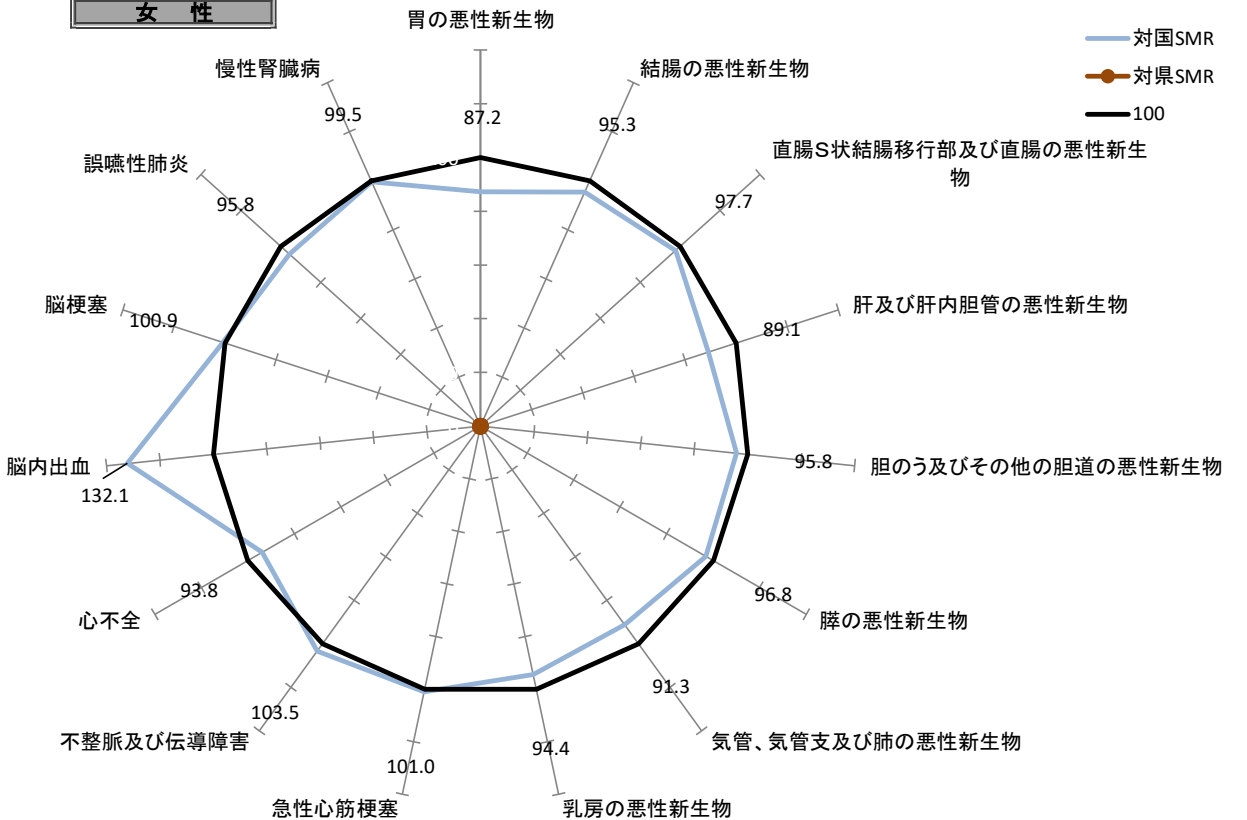 女 性
胃の悪性新生物
対国SMR
対県SMR
100
慢性腎臓病
結腸の悪性新生物
99.5
87.2
95.3
誤嚥性肺炎
直腸S状結腸移行部及び直腸の悪性新生
物
95.8
97.7
脳梗塞
100.9
肝及び肝内胆管の悪性新生物
89.1
脳内出血
132.1
95.8
胆のう及びその他の胆道の悪性新生物
93.8
心不全
96.8
膵の悪性新生物
103.5
91.3
不整脈及び伝導障害
気管、気管支及び肺の悪性新生物
101.0
94.4
急性心筋梗塞
乳房の悪性新生物